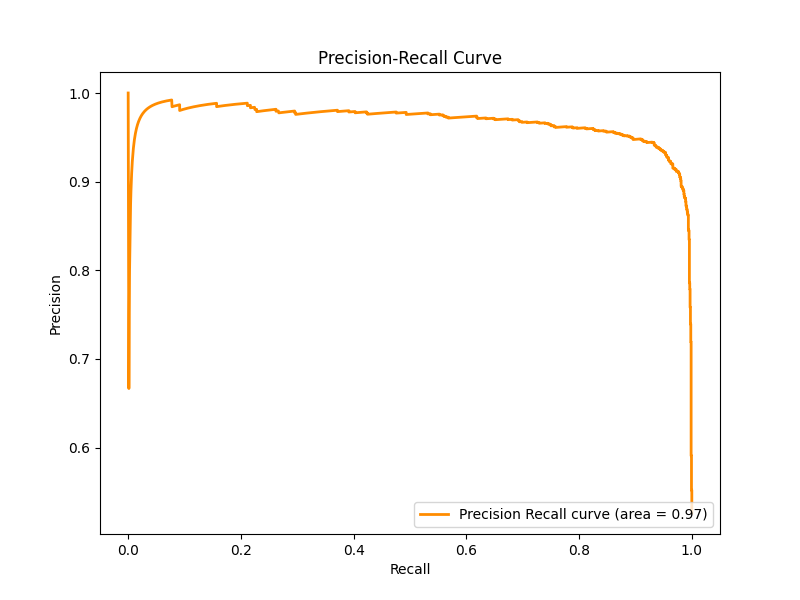 Precision-Recall Curve
1.0
0.9
0.8
0.7
0.6
Precision
Precision Recall curve (area = 0.97)
0.0 0.2 0.4 0.6 0.8 1.0
Recall